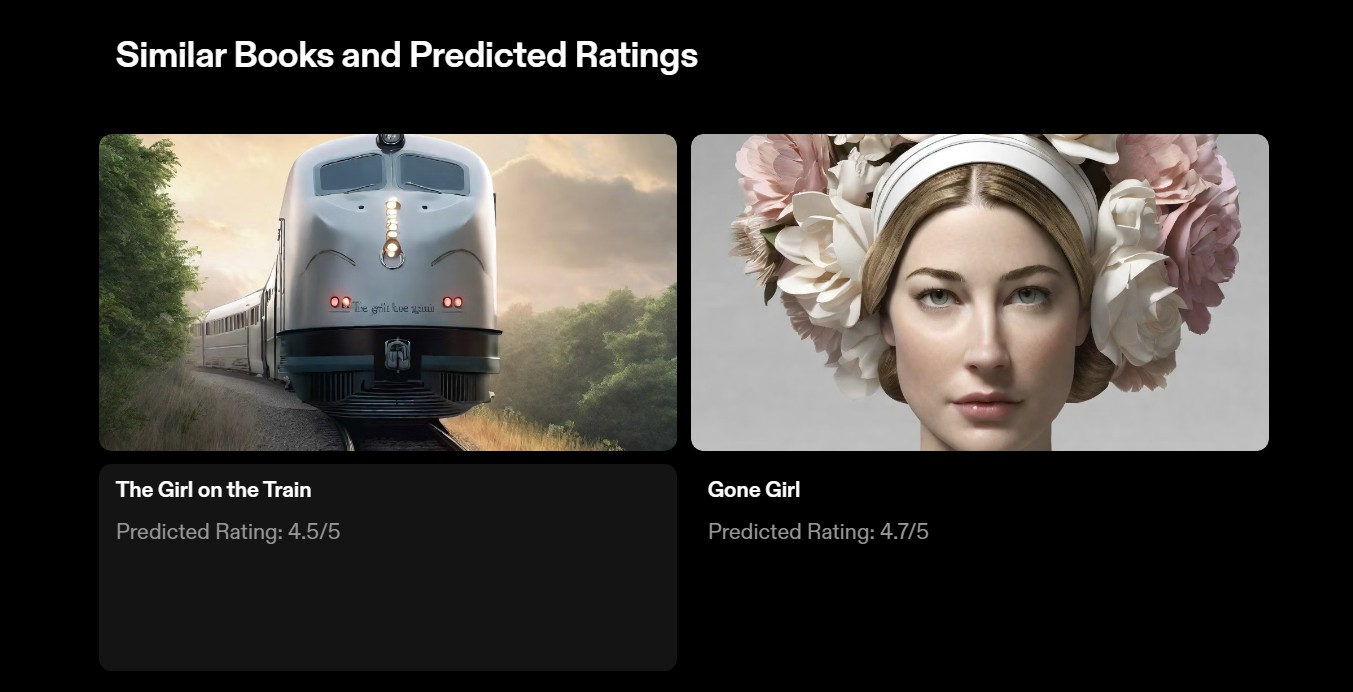 Similar Books and Predicted Ratings
The Girl on the Train
Predicted Rating: 4.5/5
Gone Girl
Predicted Rating: 4.7/5